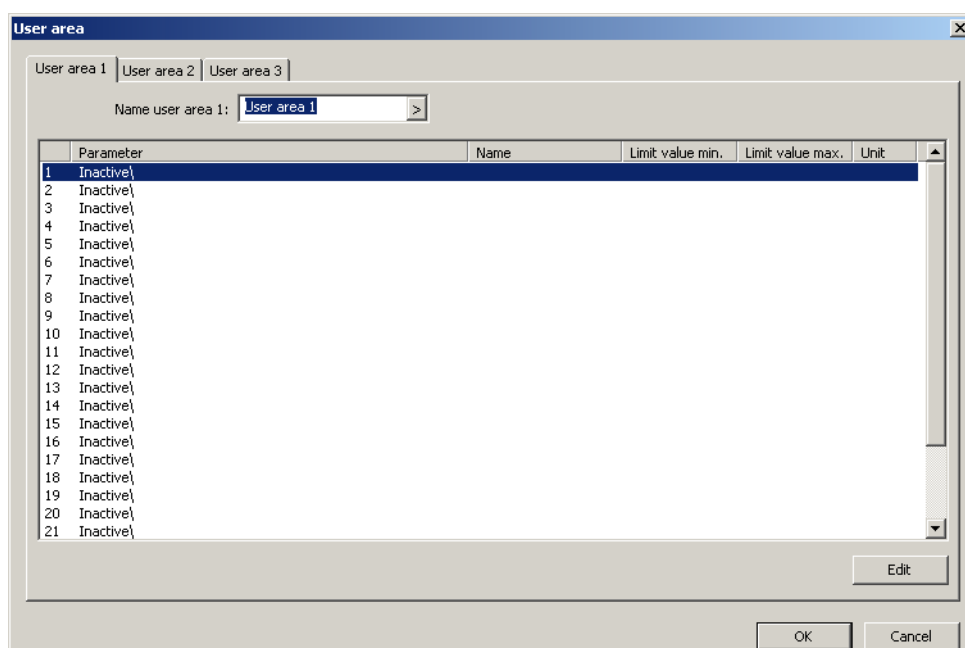 User area
User area 1 User area 2 User area 3
Name user area 1: User area 1 >
Parameter Name Limit value min. Limit value max. Unit
1 Inactive\
2 Inactive\
3 Inactive\
4 Inactive\
5 Inactive\
6 Inactive\
7 Inactive\
8 Inactive\
9 Inactive\
10 Inactive\
11 Inactive\
12 Inactive\
13 Inactive\
14 Inactive\
15 Inactive\
16 Inactive\
17 Inactive\
18 Inactive\
19 Inactive\
20 Inactive\
21 Inactive\
Edit
OK Cancel